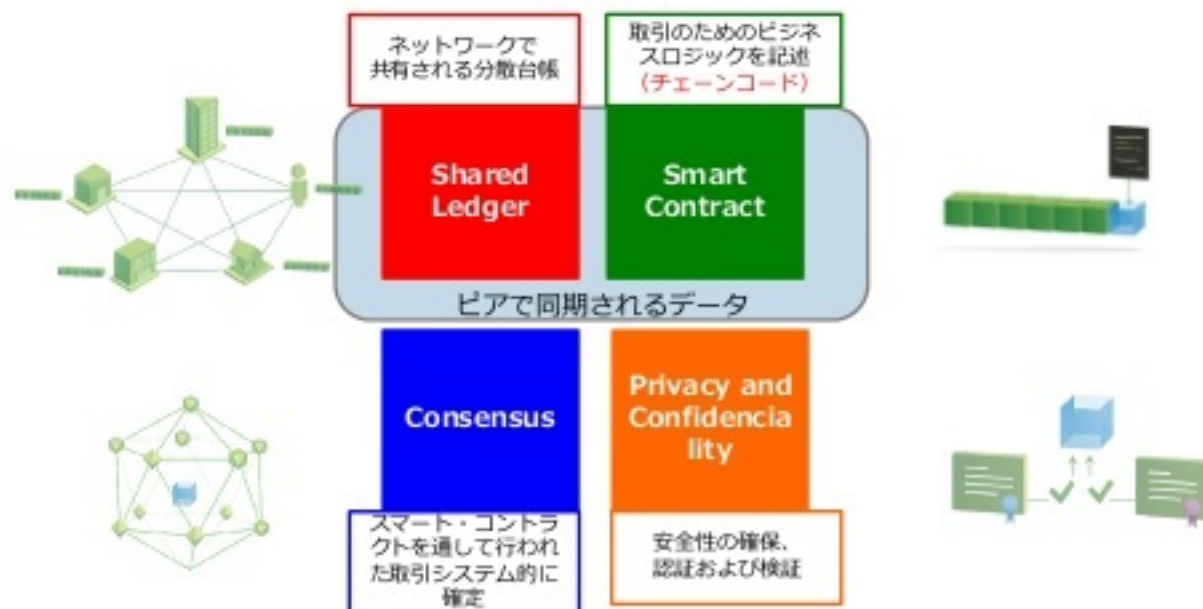 ネットワークで
共有される分散台帳
取引のためのビジネ
スロジックを記述
（チェーンコード）
Shared
Ledger
Smart
Contract
ピアで同期されるデータ
Consensus
Privacy and
Confidencia
lity
スマート・コントラ
クトを通して行われ
た取引システム的に
確定
安全性の確保、
認証および検証